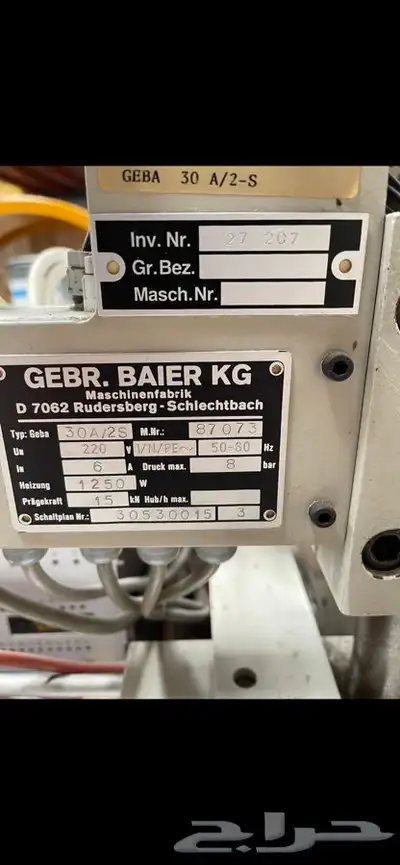 GEBA 30 A/2-S
Inv. Nr. 27 207
Gr.Bez.
Masch.Nr.
GEBR. BAIER KG
Maschinenfabrik
D 7062 Rudersberg-Schlechtbach
Typ: Geba 30A/2S M.Nr.: 87073
Un 220 V 1/N/PE~ 50-60 Hz
In 6 A Druck max. 8 bar
Heizung 1250 W
Prägekraft 15 kN Hub/h max.
Schaltplan Nr.: 30530015 3
حراج